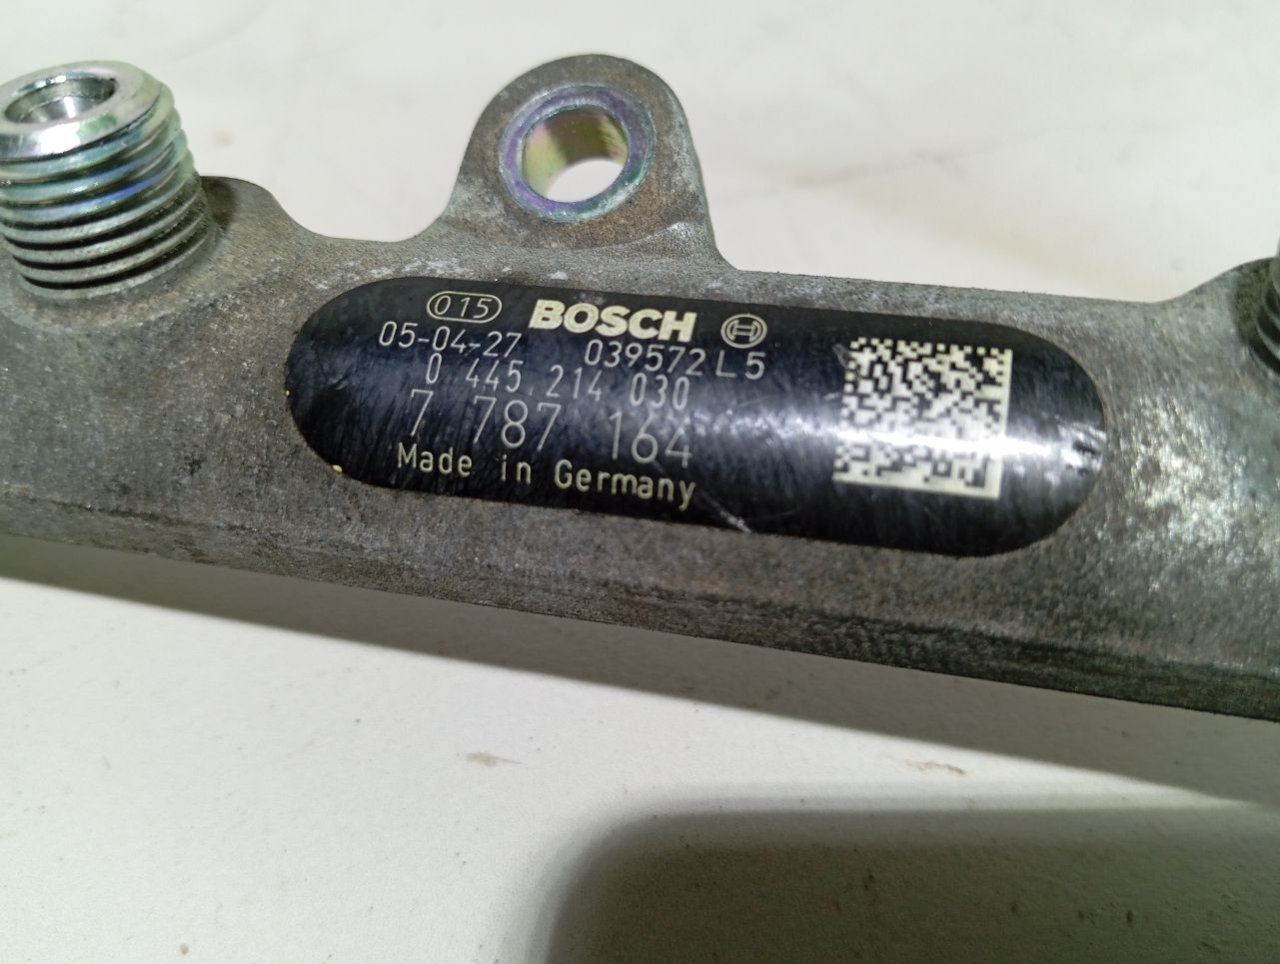 015 BOSCH
05-04-27 039572 L5
0 445 214 030
7 787 164
Made in Germany